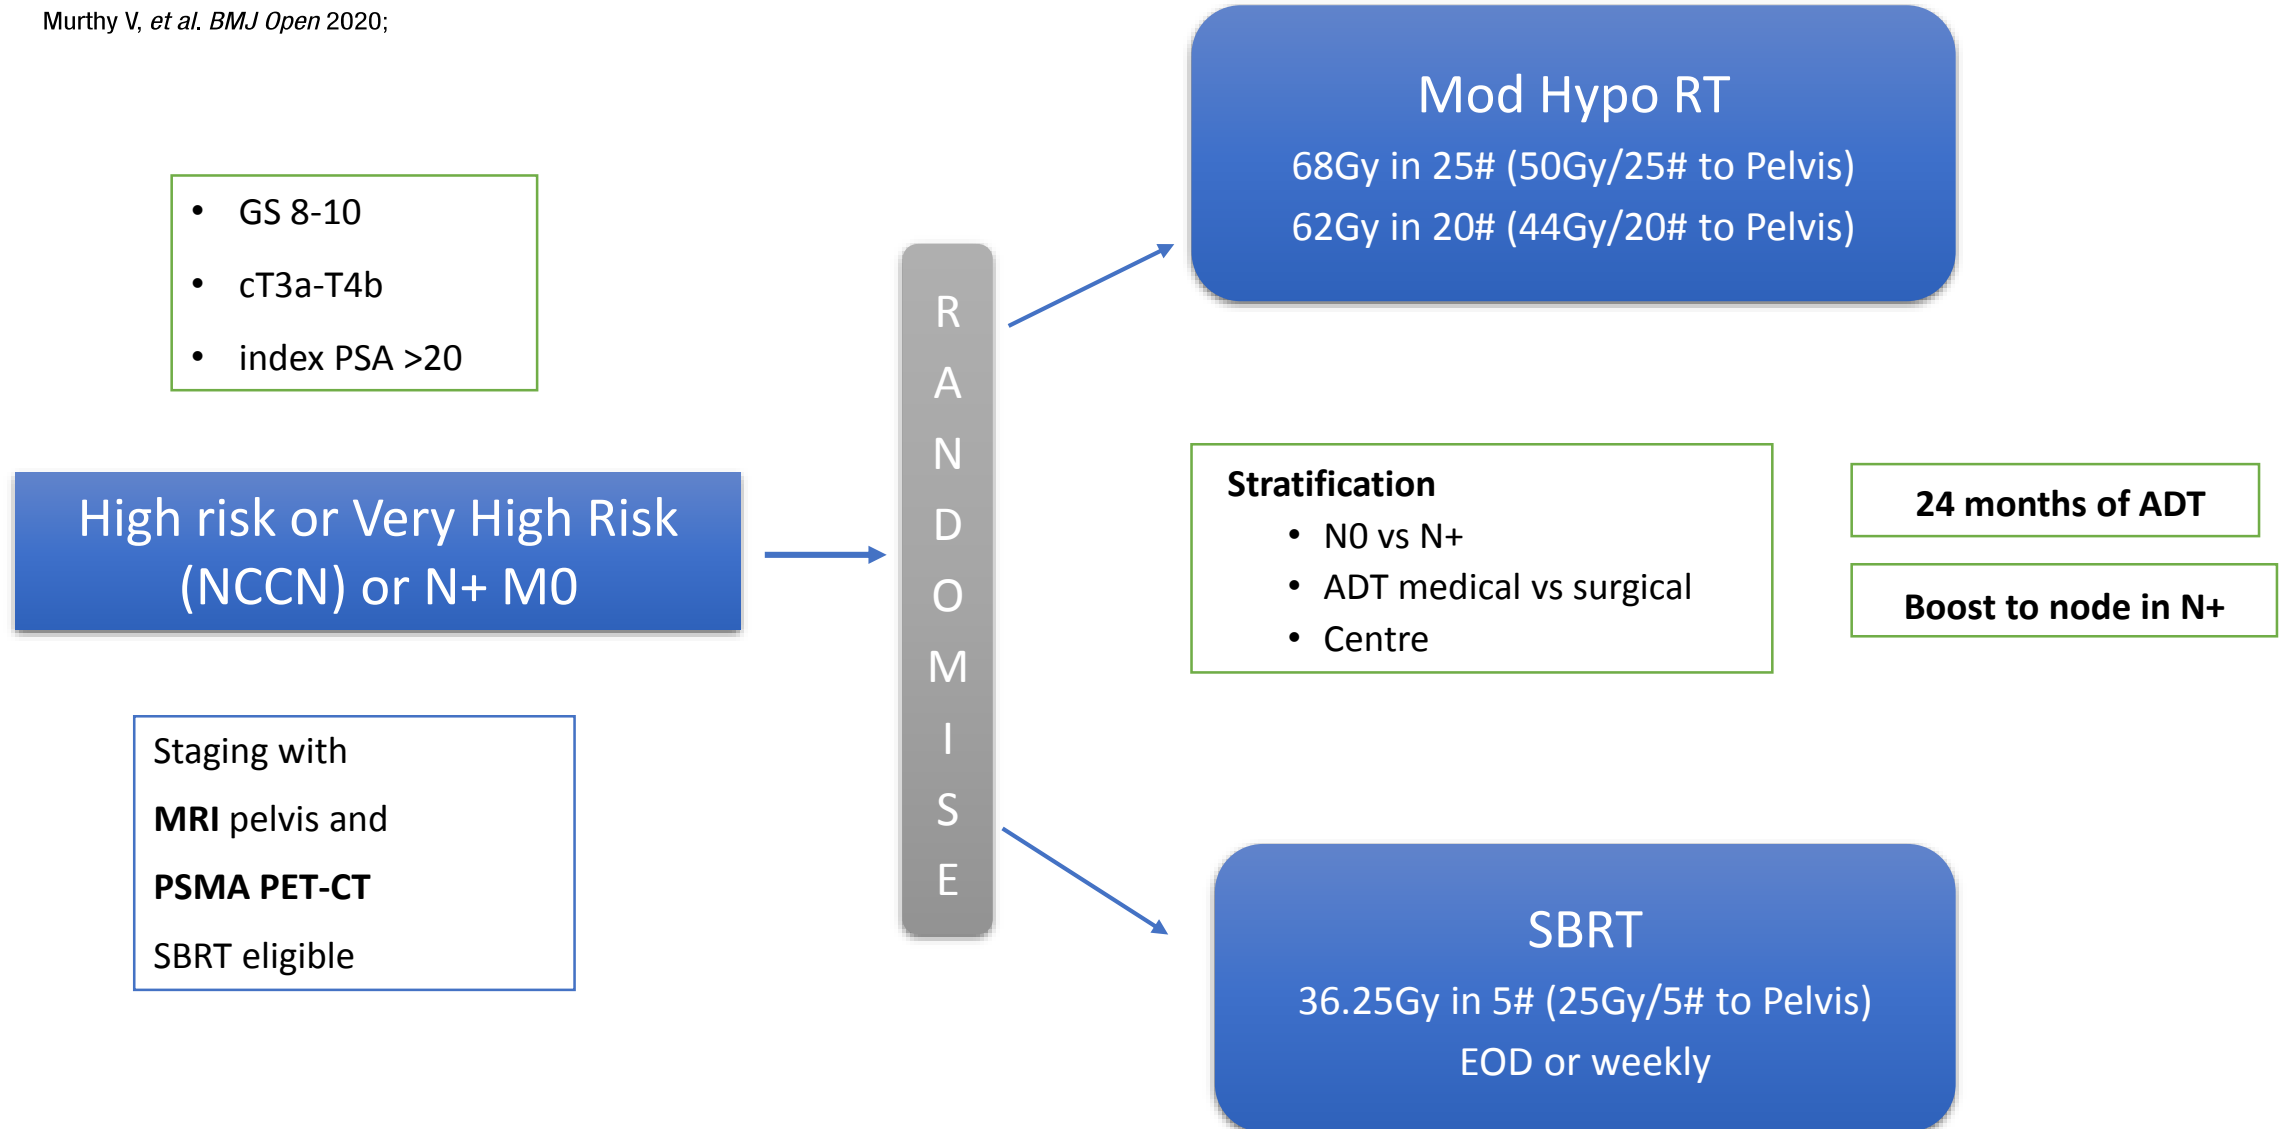 Murthy V, et al. BMJ Open 2020;
• GS 8-10
• cT3a-T4b
• index PSA >20
High risk or Very High Risk
(NCCN) or N+ M0
Staging with
MRI pelvis and
PSMA PET-CT
SBRT eligible
R
A
N
D
O
M
I
S
E
Mod Hypo RT
68Gy in 25# (50Gy/25# to Pelvis)
62Gy in 20# (44Gy/20# to Pelvis)
Stratification
• N0 vs N+
• ADT medical vs surgical
• Centre
24 months of ADT
Boost to node in N+
SBRT
36.25Gy in 5# (25Gy/5# to Pelvis)
EOD or weekly